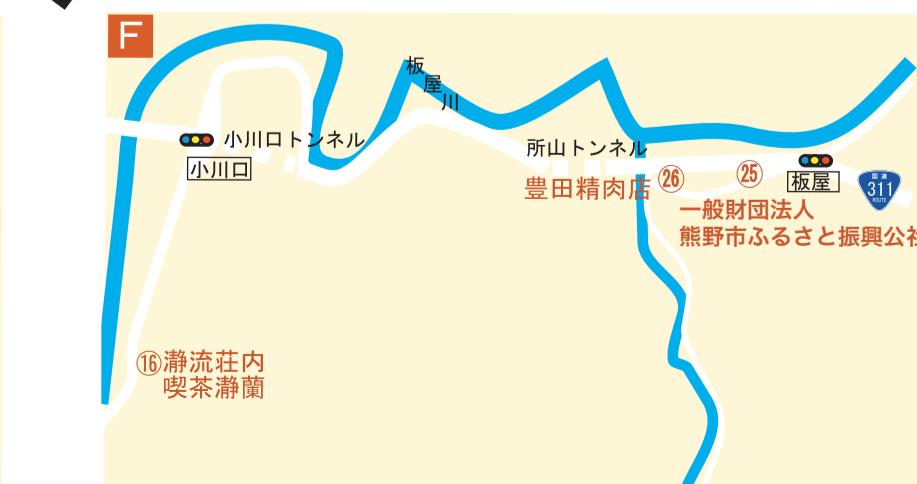 F
板屋川
小川口トンネル
小川口
所山トンネル
豊田精肉店
㉖
㉕
板屋
国道
311
ROUTE
一般財団法人
熊野市ふるさと振興公社
⑯瀞流荘内
喫茶瀞蘭